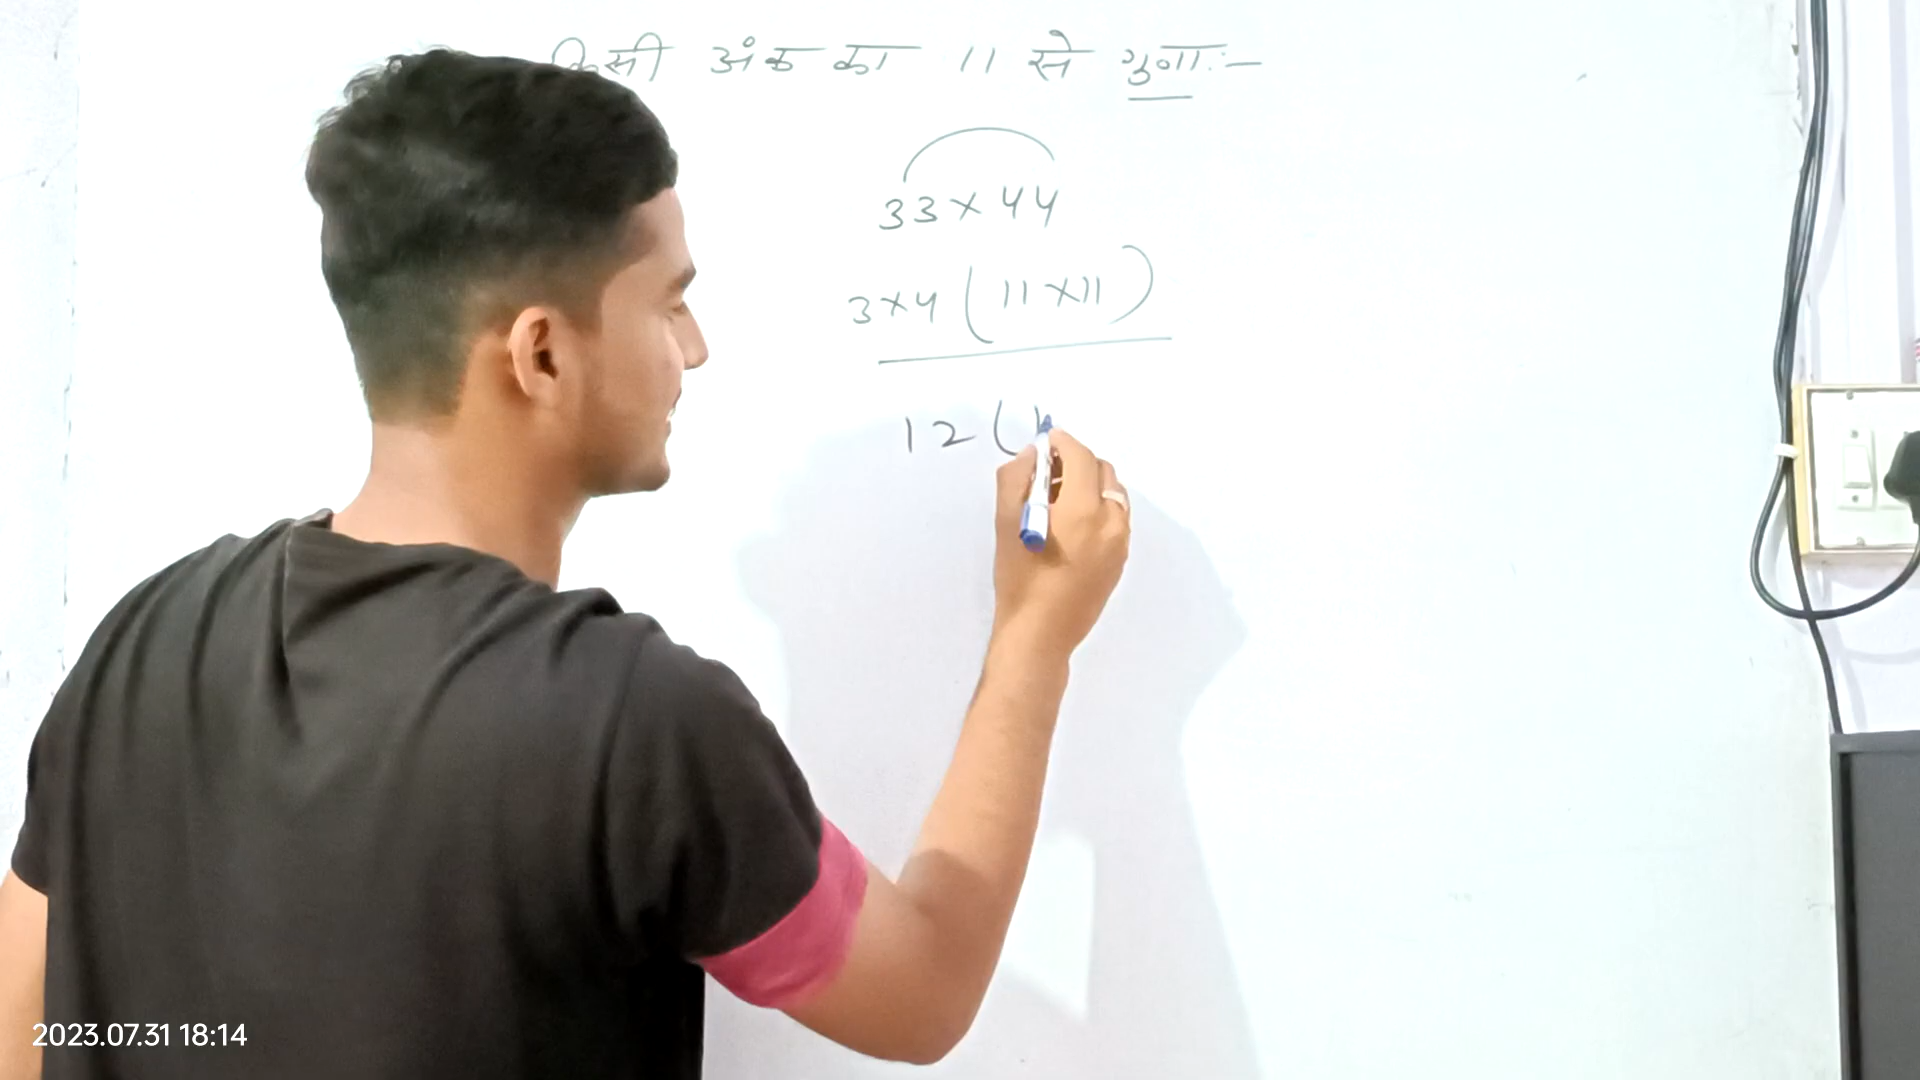 किसी अंक का 11 से गुना:-
33 × 44
3×4 ( 11 × 11 )
12 ( 1
2023.07.31 18:14